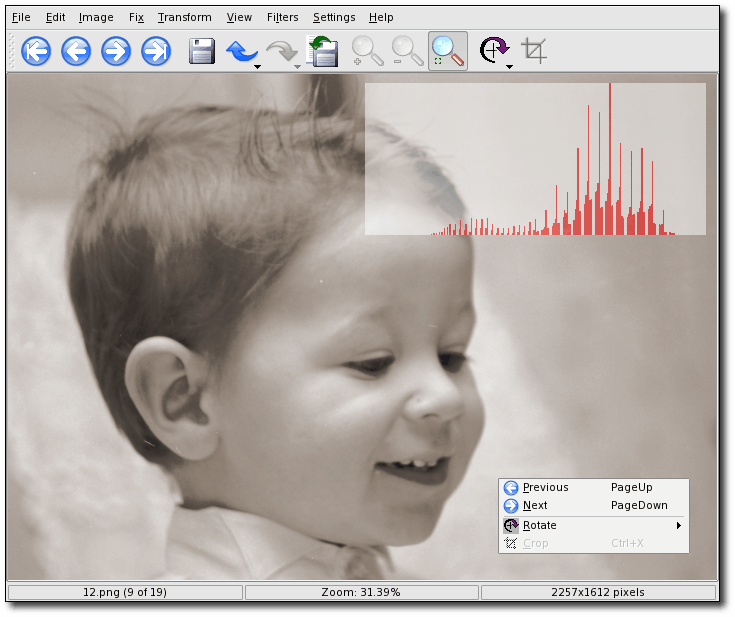 File Edit Image Fix Transform View Filters Settings Help
Previous PageUp
Next PageDown
Rotate
Crop Ctrl+X
12.png (9 of 19) Zoom: 31.39% 2257x1612 pixels